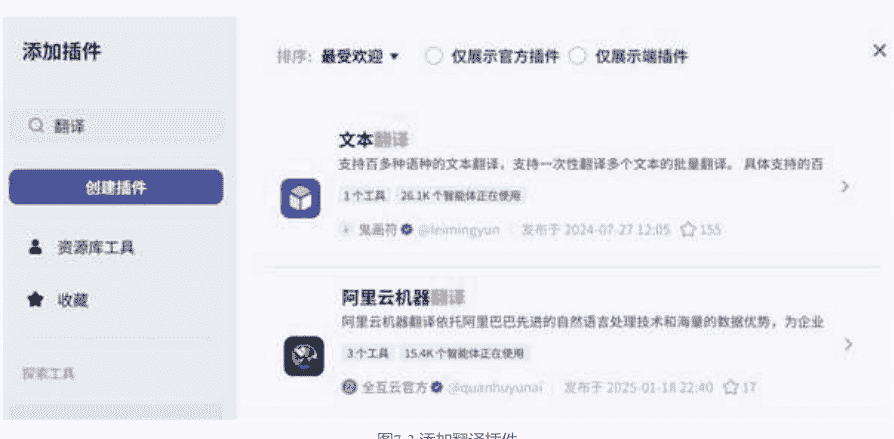 添加插件
翻译
创建插件
资源库工具
收藏
探索工具
排序: 最受欢迎 仅展示官方插件 仅展示端插件
文本翻译
支持百多种语种的文本翻译，支持一次性翻译多个文本的批量翻译。 具体支持的百
1个工具 26.1K个智能体正在使用
鬼画符 @leimingyun 发布于 2024-07-27 12:05 155
阿里云机器翻译
阿里云机器翻译依托阿里巴巴先进的自然语言处理技术和海量的数据优势，为企业
3个工具 15.4K个智能体正在使用
全互云官方 @quanhuyunai 发布于 2025-01-18 22:40 17
添加翻译插件